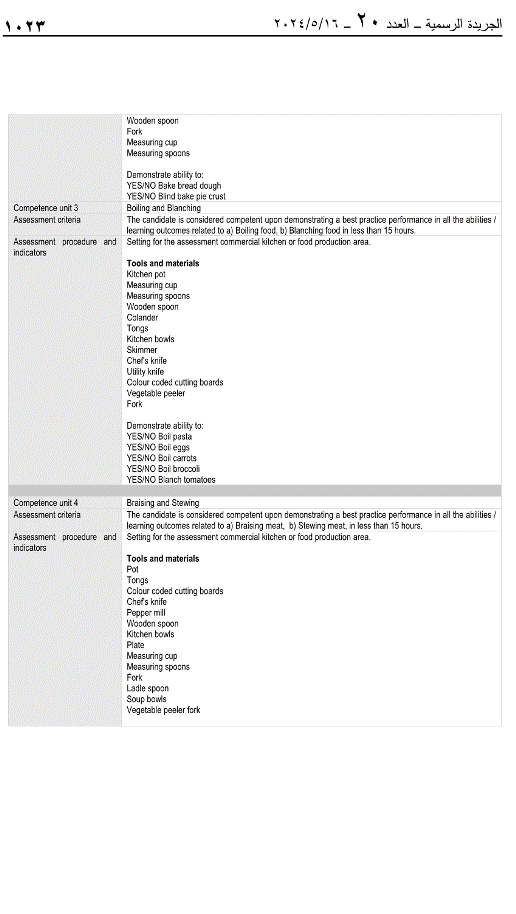 الجريدة الرسمية ــ العدد ٢٠ ــ ٢٠٢٤/٥/١٦
١٠٢٣
Wooden spoon
Fork
Measuring cup
Measuring spoons
Demonstrate ability to:
YES/NO Bake bread dough
YES/NO Blind bake pie crust
Competence unit 3
Boiling and Blanching
Assessment criteria
The candidate is considered competent upon demonstrating a best practice performance in all the abilities /
learning outcomes related to a) Boiling food, b) Blanching food in less than 15 hours.
Assessment procedure and
indicators
Setting for the assessment commercial kitchen or food production area.
Tools and materials
Kitchen pot
Measuring cup
Measuring spoons
Wooden spoon
Colander
Tongs
Kitchen bowls
Skimmer
Chef's knife
Utility knife
Colour coded cutting boards
Vegetable peeler
Fork
Demonstrate ability to:
YES/NO Boil pasta
YES/NO Boil eggs
YES/NO Boil carrots
YES/NO Boil broccoli
YES/NO Blanch tomatoes
Competence unit 4
Braising and Stewing
Assessment criteria
The candidate is considered competent upon demonstrating a best practice performance in all the abilities /
learning outcomes related to a) Braising meat, b) Stewing meat, in less than 15 hours.
Assessment procedure and
indicators
Setting for the assessment commercial kitchen or food production area.
Tools and materials
Pot
Tongs
Colour coded cutting boards
Chef's knife
Pepper mill
Wooden spoon
Kitchen bowls
Plate
Measuring cup
Measuring spoons
Fork
Ladle spoon
Soup bowls
Vegetable peeler fork